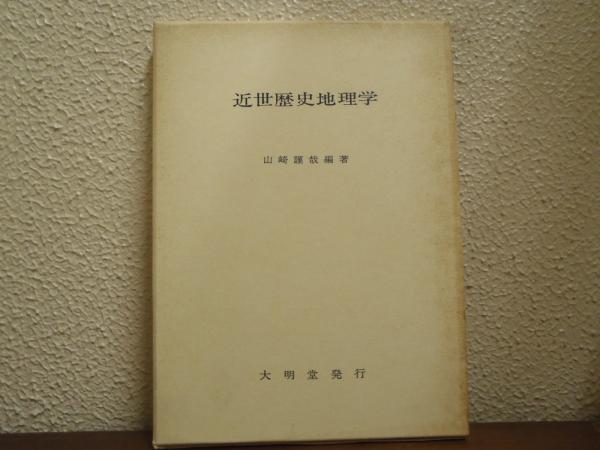 近世歴史地理学
山崎謹哉編著
大明堂発行